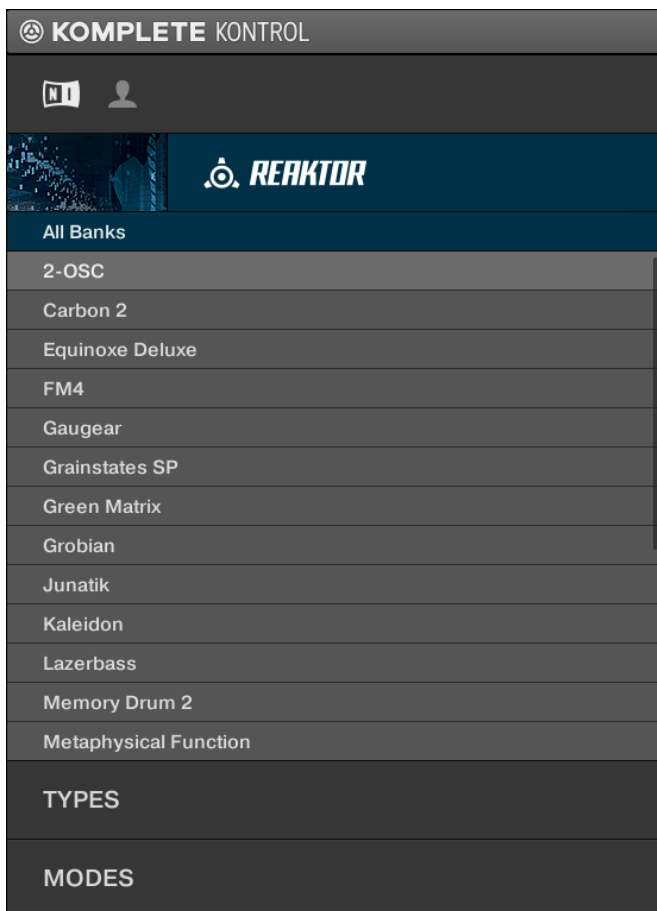 KOMPLETE KONTROL
NI
REAKTOR
All Banks
2-OSC
Carbon 2
Equinoxe Deluxe
FM4
Gaugear
Grainstates SP
Green Matrix
Grobian
Junatik
Kaleidon
Lazerbass
Memory Drum 2
Metaphysical Function
TYPES
MODES